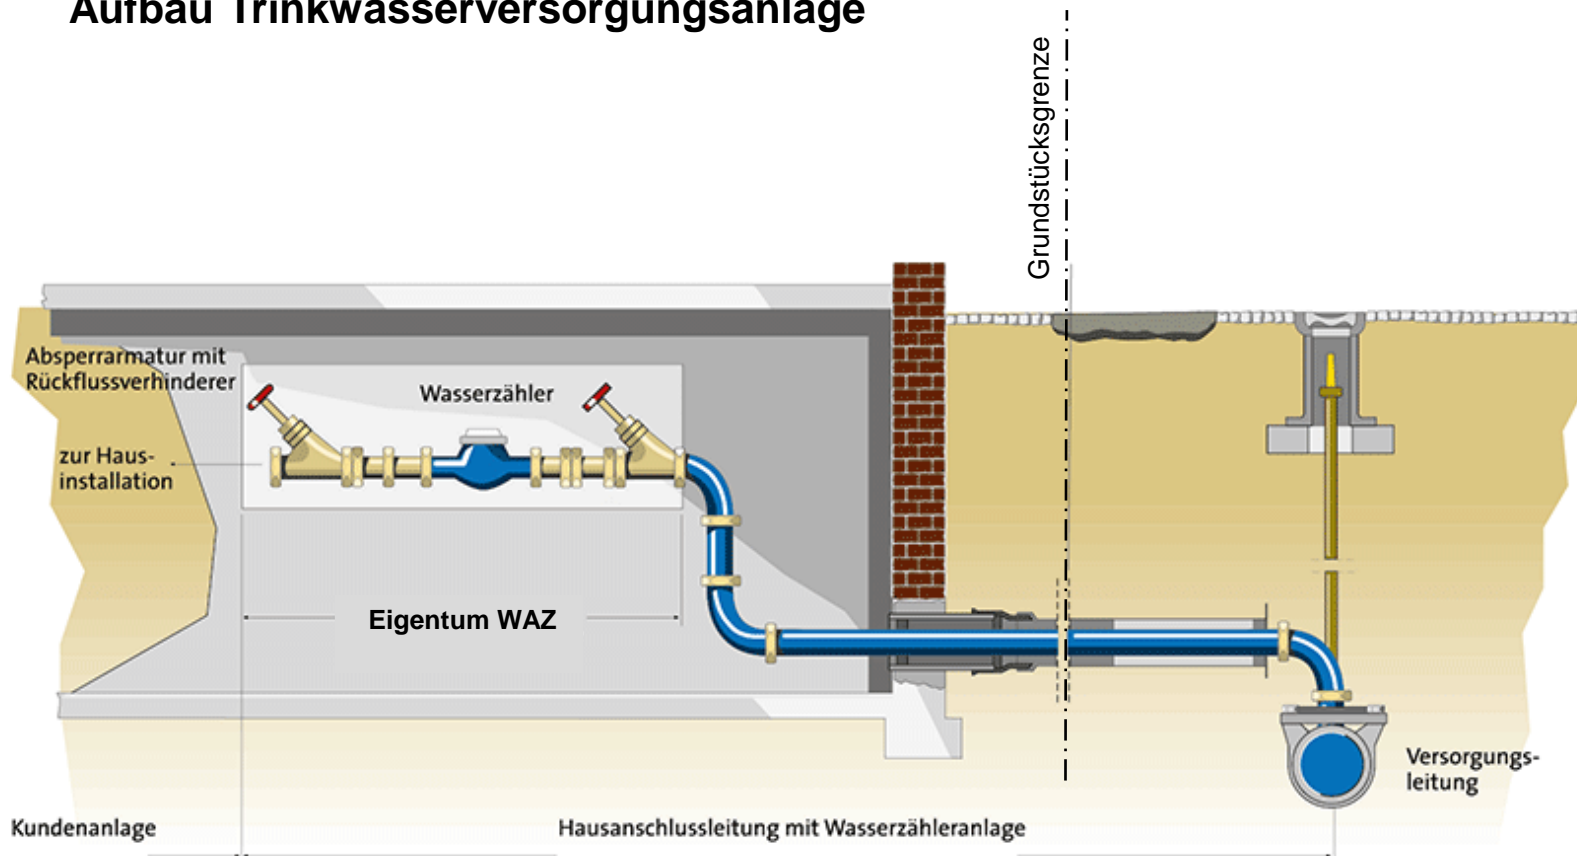 Aufbau Trinkwasserversorgungsanlage
Grundstücksgrenze
Absperrarmatur mit
Rückflussverhinderer
Wasserzähler
zur Haus-
installation
Eigentum WAZ
Versorgungs-
leitung
Kundenanlage
Hausanschlussleitung mit Wasserzähleranlage